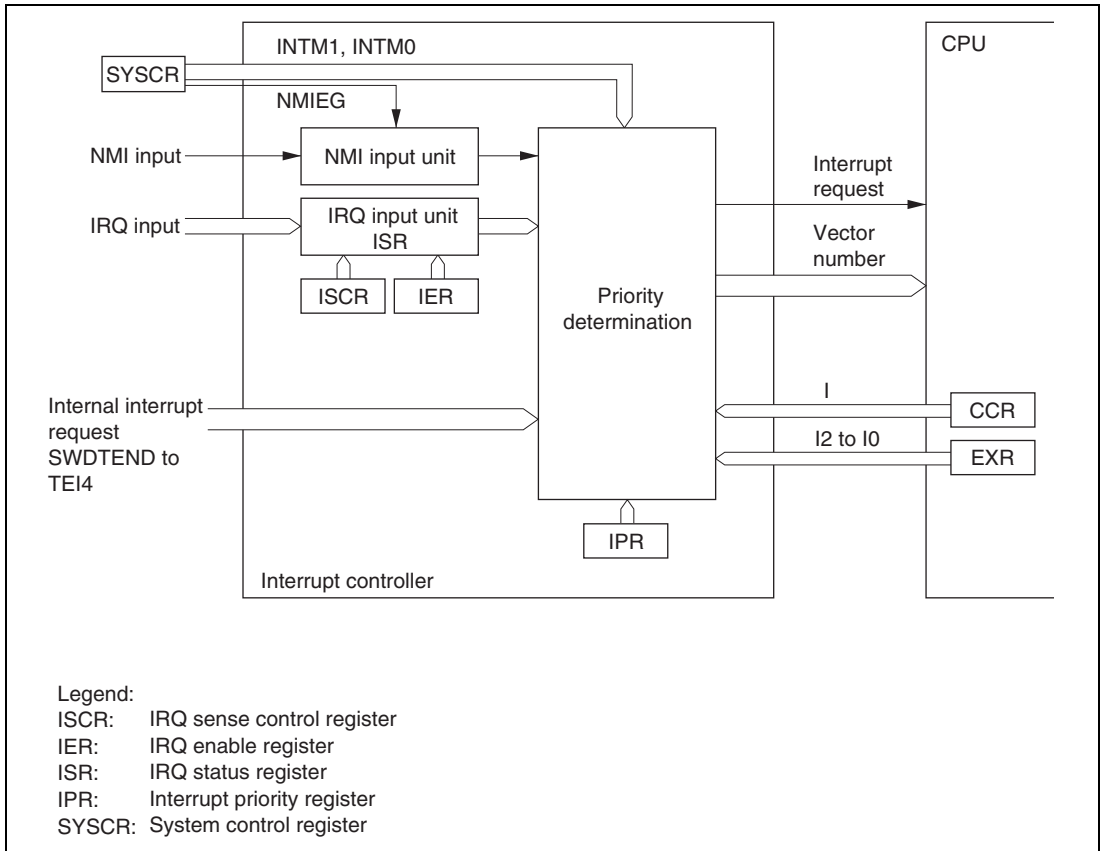 INTM1, INTM0
CPU
SYSCR
NMIEG
NMI input
NMI input unit
Interrupt
request
IRQ input
IRQ input unit
ISR
Vector
number
ISCR
IER
Priority
determination
Internal interrupt
request
SWDTEND to
TEI4
I
CCR
I2 to I0
EXR
IPR
Interrupt controller
Legend:
ISCR: IRQ sense control register
IER: IRQ enable register
ISR: IRQ status register
IPR: Interrupt priority register
SYSCR: System control register